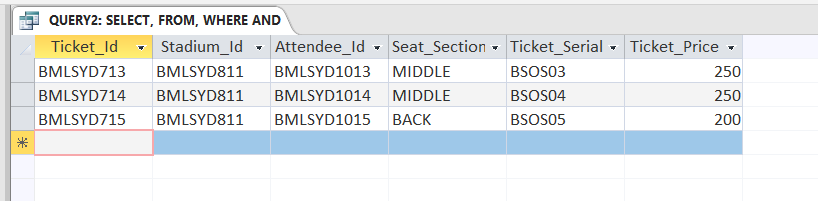 QUERY2: SELECT, FROM, WHERE AND
Ticket_Id Stadium_Id Attendee_Id Seat_Section Ticket_Serial Ticket_Price
BMLSYD713 BMLSYD811 BMLSYD1013 MIDDLE BSOS03 250
BMLSYD714 BMLSYD811 BMLSYD1014 MIDDLE BSOS04 250
BMLSYD715 BMLSYD811 BMLSYD1015 BACK BSOS05 200